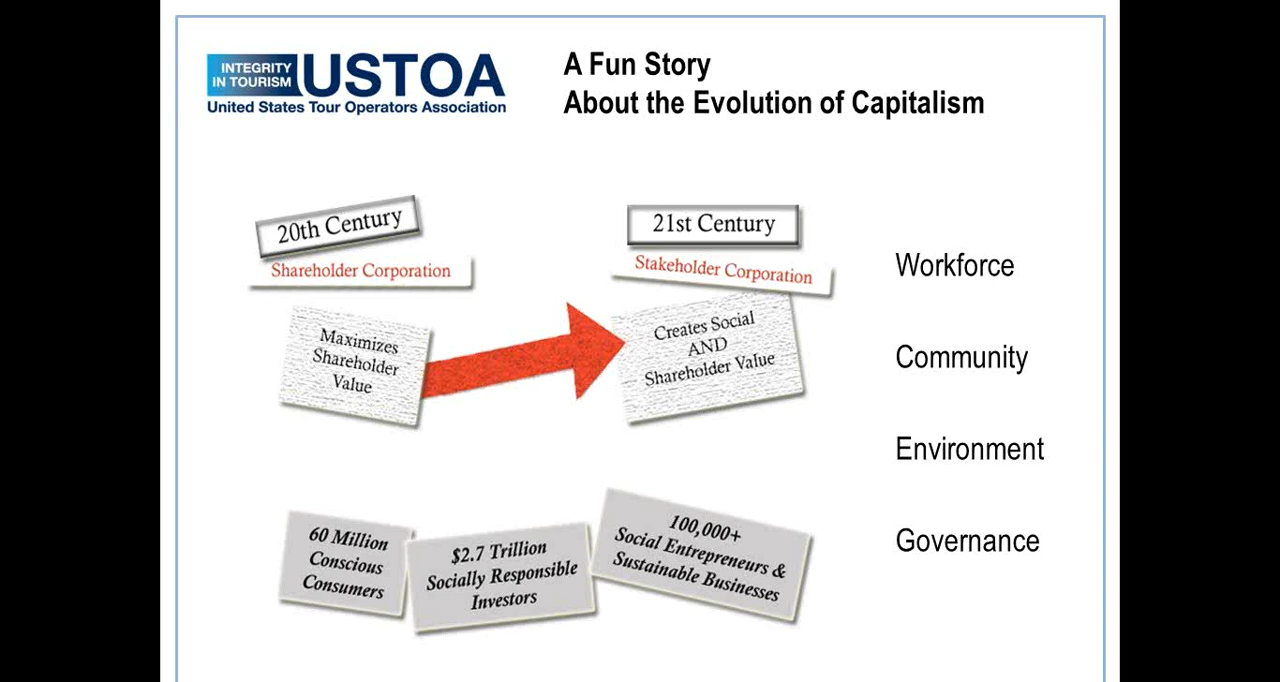 INTEGRITY
IN TOURISM
USTOA
United States Tour Operators Association
A Fun Story
About the Evolution of Capitalism
20th Century
Shareholder Corporation
Maximizes
Shareholder
Value
21st Century
Stakeholder Corporation
Creates Social
AND
Shareholder Value
Workforce
Community
Environment
Governance
60 Million
Conscious
Consumers
$2.7 Trillion
Socially Responsible
Investors
100,000+
Social Entrepreneurs &
Sustainable Businesses